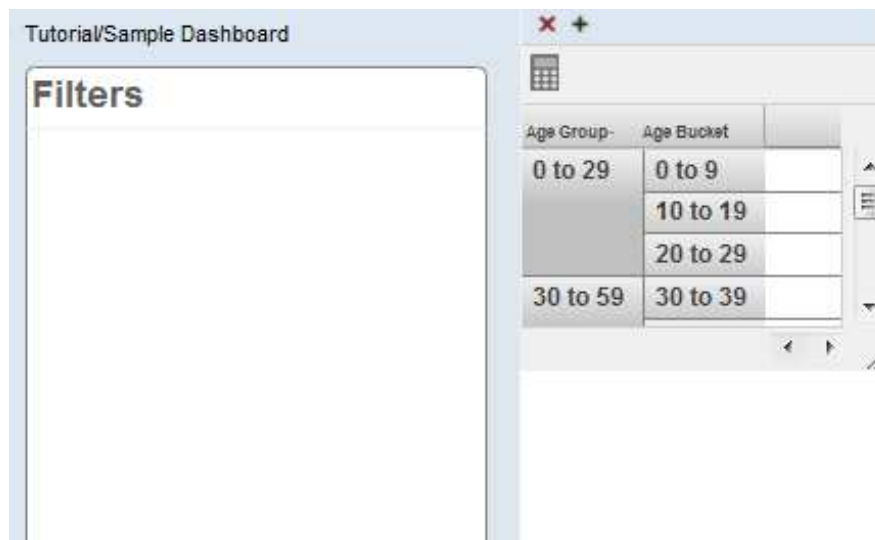 Tutorial/Sample Dashboard
Filters
Age Group- Age Bucket
0 to 29 0 to 9
10 to 19
20 to 29
30 to 59 30 to 39